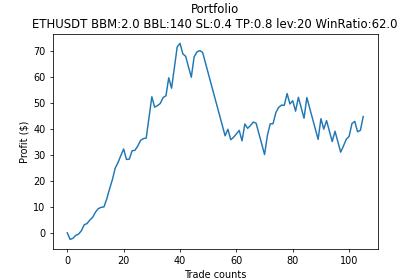 Portfolio
ETHUSDT BBM:2.0 BBL:140 SL:0.4 TP:0.8 lev:20 WinRatio:62.0
70
60
50
40
30
20
10
0
Profit ($)
0 20 40 60 80 100
Trade counts